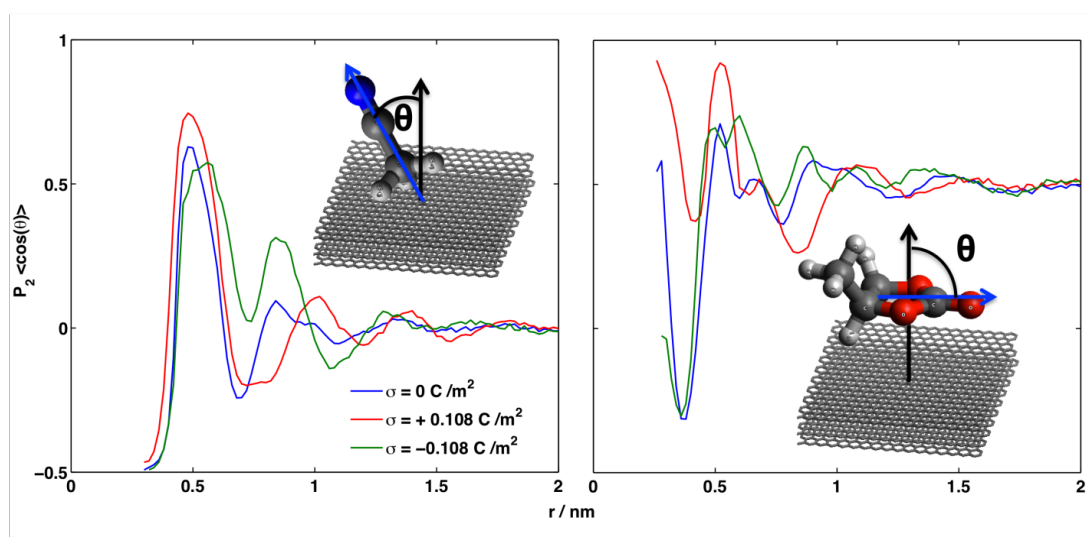 1
0.5
0
−0.5
P2 <cos(θ)>
θ
σ = 0 C /m²
σ = + 0.108 C /m²
σ = −0.108 C /m²
0 0.5 1 1.5 2
θ
0 0.5 1 1.5 2
r / nm